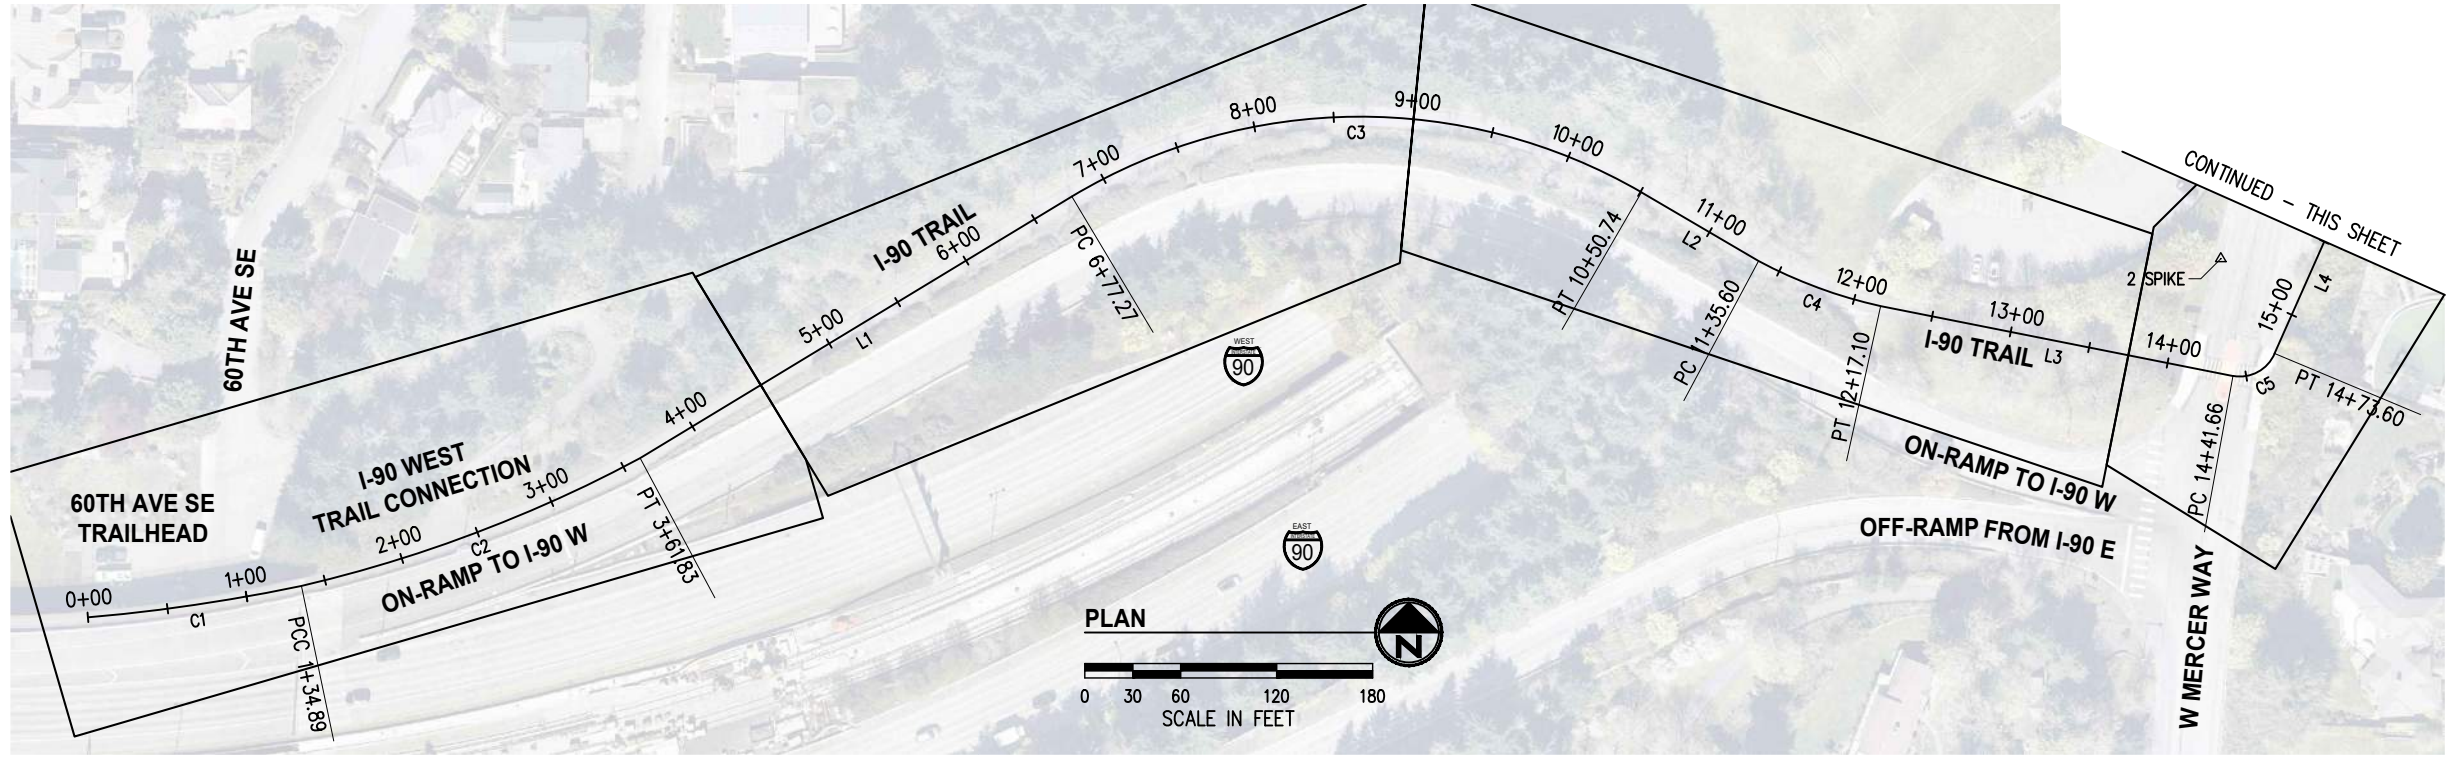 CONTINUED - THIS SHEET
60TH AVE SE
I-90 TRAIL
0+00
1+00
2+00
3+00
4+00
5+00
6+00
7+00
8+00
9+00
10+00
11+00
12+00
13+00
14+00
15+00
C1
C2
L1
C3
L2
C4
L3
C5
L4
PCC 1+34.89
PT 3+61.83
PC 6+77.27
PT 10+50.74
PC 11+35.60
PT 12+17.10
PC 14+41.66
PT 14+73.60
2 SPIKE
I-90 TRAIL
I-90 WEST
TRAIL CONNECTION
60TH AVE SE
TRAILHEAD
ON-RAMP TO I-90 W
WEST
INTERSTATE
90
EAST
INTERSTATE
90
ON-RAMP TO I-90 W
OFF-RAMP FROM I-90 E
W MERCER WAY
PLAN
N
0 30 60 120 180
SCALE IN FEET